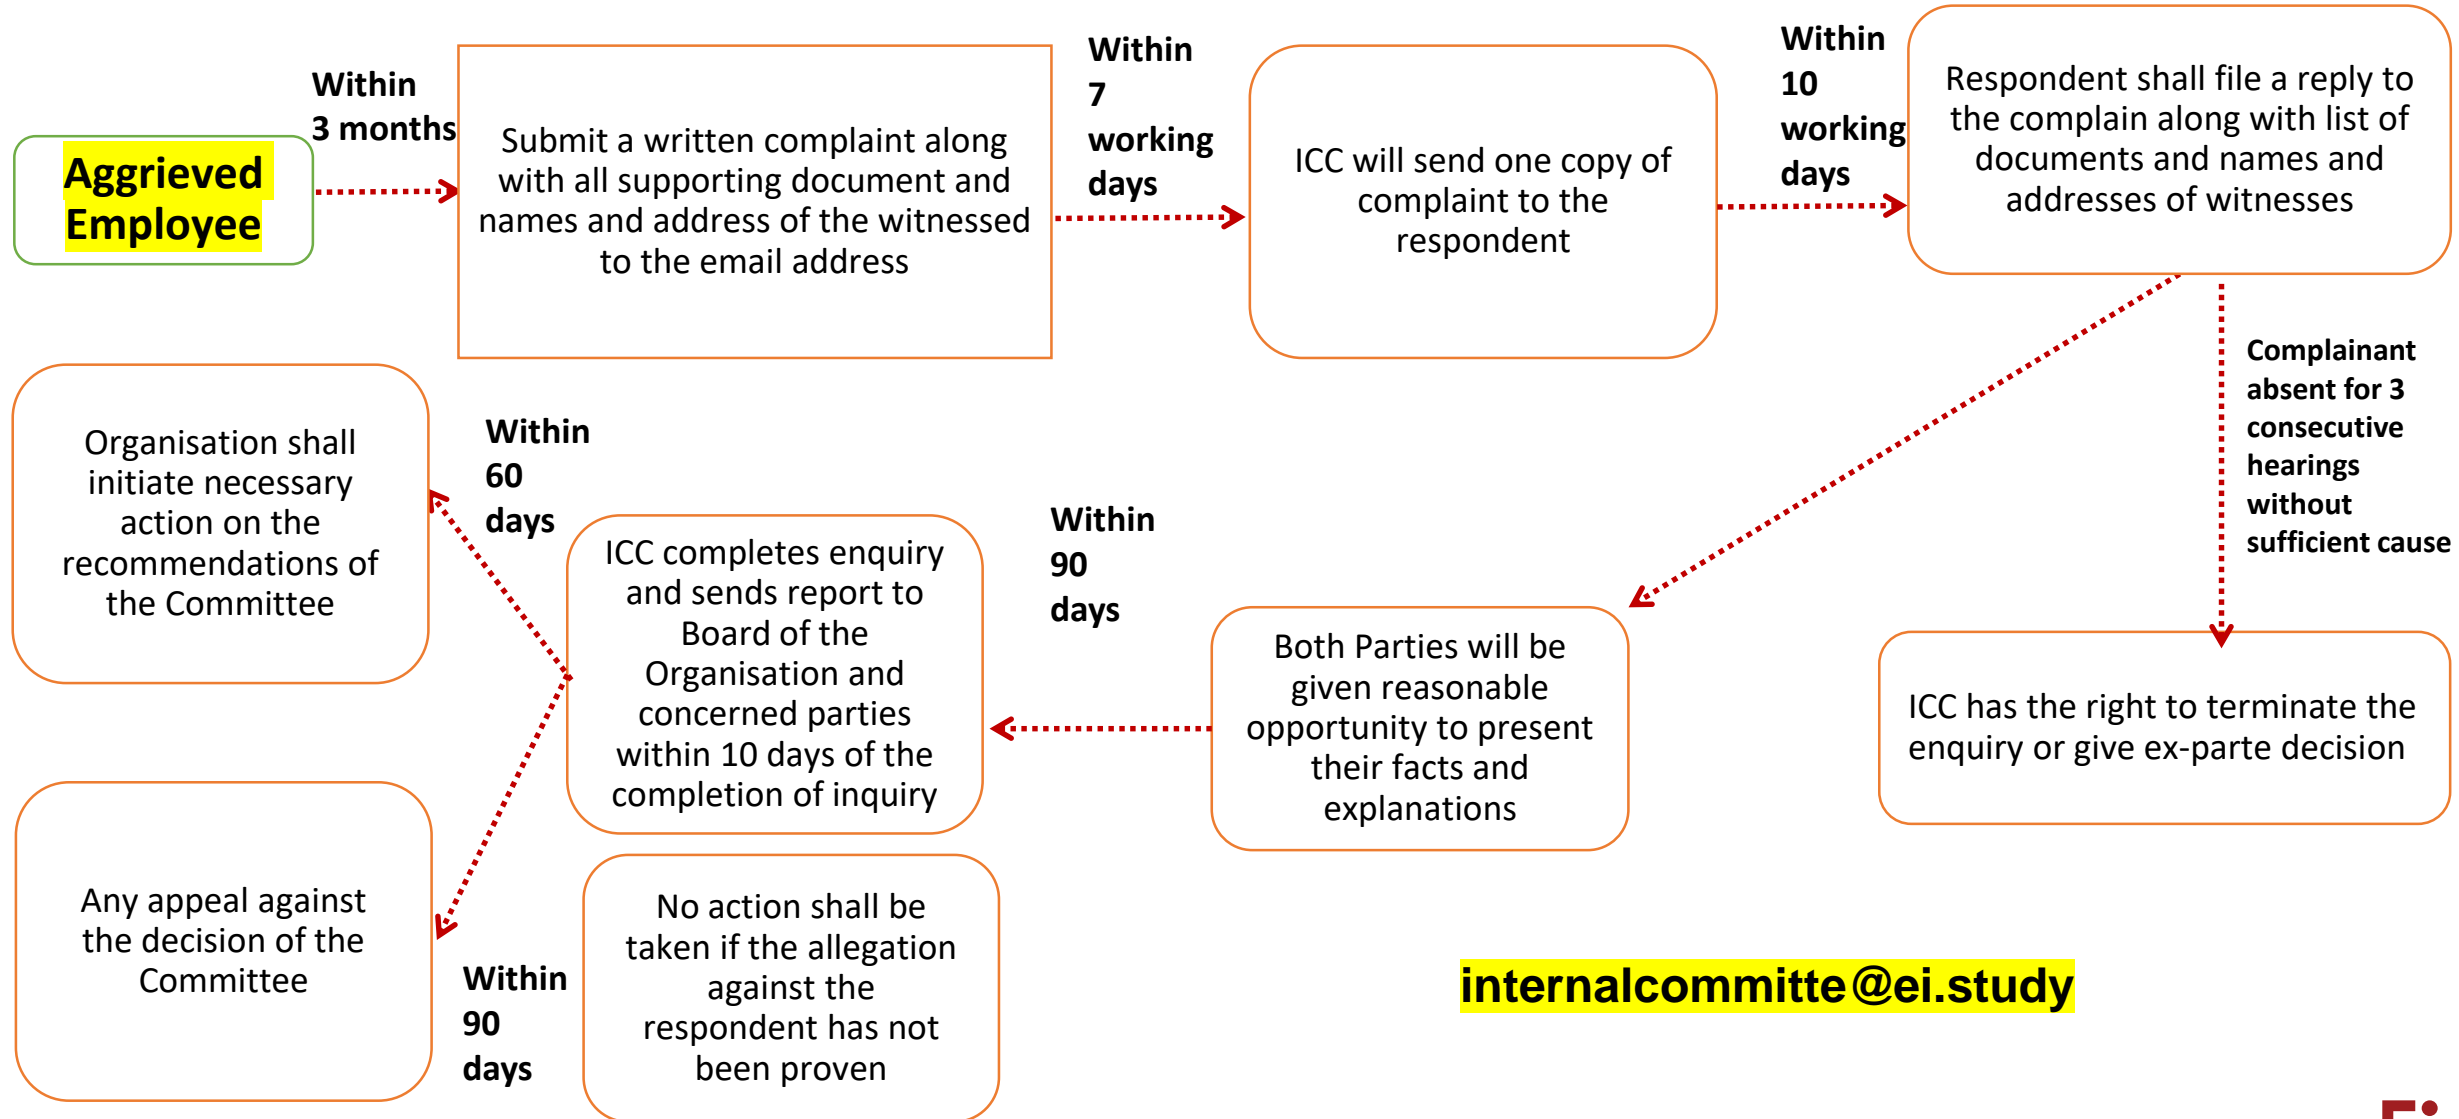 Aggrieved
Employee
Within
3 months
Submit a written complaint along
with all supporting document and
names and address of the witnessed
to the email address
Within
7
working
days
ICC will send one copy of
complaint to the
respondent
Within
10
working
days
Respondent shall file a reply to
the complain along with list of
documents and names and
addresses of witnesses
Complainant
absent for 3
consecutive
hearings
without
sufficient cause
ICC has the right to terminate the
enquiry or give ex-parte decision
Both Parties will be
given reasonable
opportunity to present
their facts and
explanations
Within
90
days
ICC completes enquiry
and sends report to
Board of the
Organisation and
concerned parties
within 10 days of the
completion of inquiry
Within
60
days
Organisation shall
initiate necessary
action on the
recommendations of
the Committee
Any appeal against
the decision of the
Committee
Within
90
days
No action shall be
taken if the allegation
against the
respondent has not
been proven
internalcommitte@ei.study
Ei